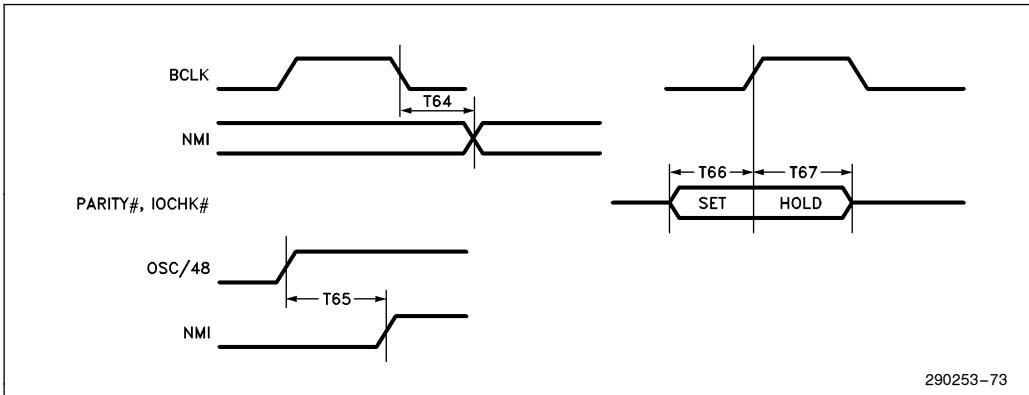 BCLK
T64
NMI
T66 T67
PARITY#, IOCHK# SET HOLD
OSC/48
T65
NMI
290253–73